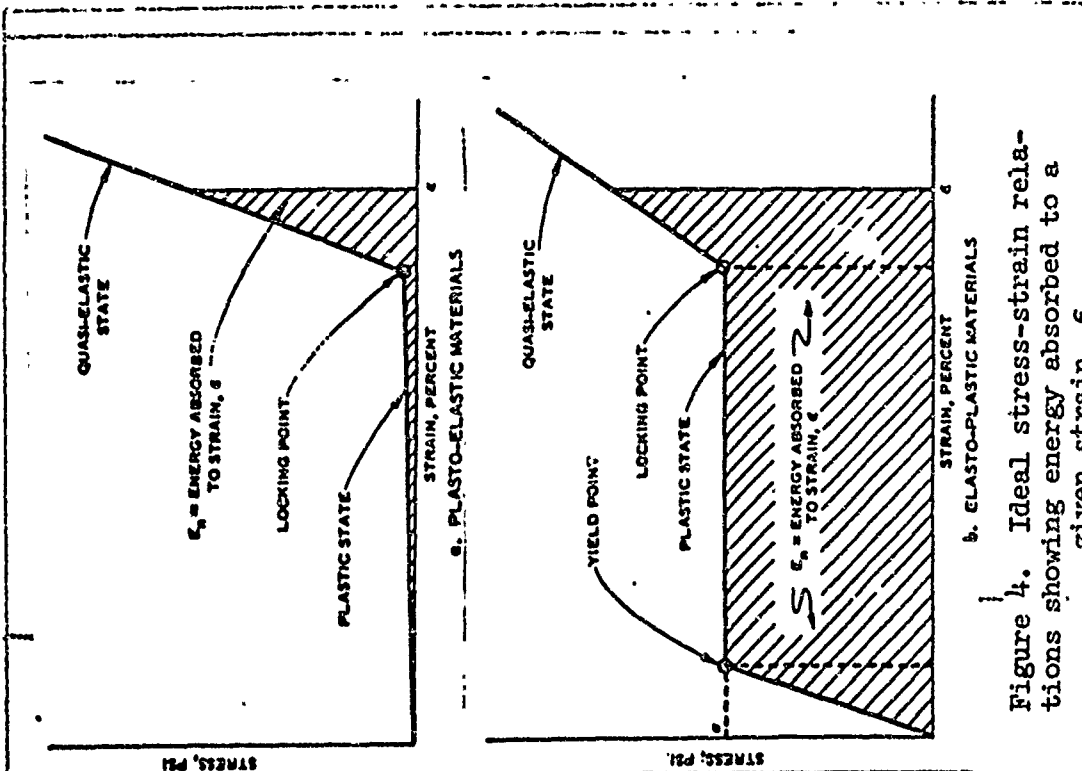 QUASI-ELASTIC
STATE
Eₙ = ENERGY ABSORBED
TO STRAIN, ε
LOCKING POINT
PLASTIC STATE
STRESS, PSI
STRAIN, PERCENT
ε
a. PLASTO-ELASTIC MATERIALS
QUASI-ELASTIC
STATE
YIELD POINT
LOCKING POINT
PLASTIC STATE
Eₙ = ENERGY ABSORBED
TO STRAIN, ε
STRESS, PSI
STRAIN, PERCENT
ε
b. ELASTO-PLASTIC MATERIALS
Figure 4. Ideal stress-strain rela-
tions showing energy absorbed to a
given strain